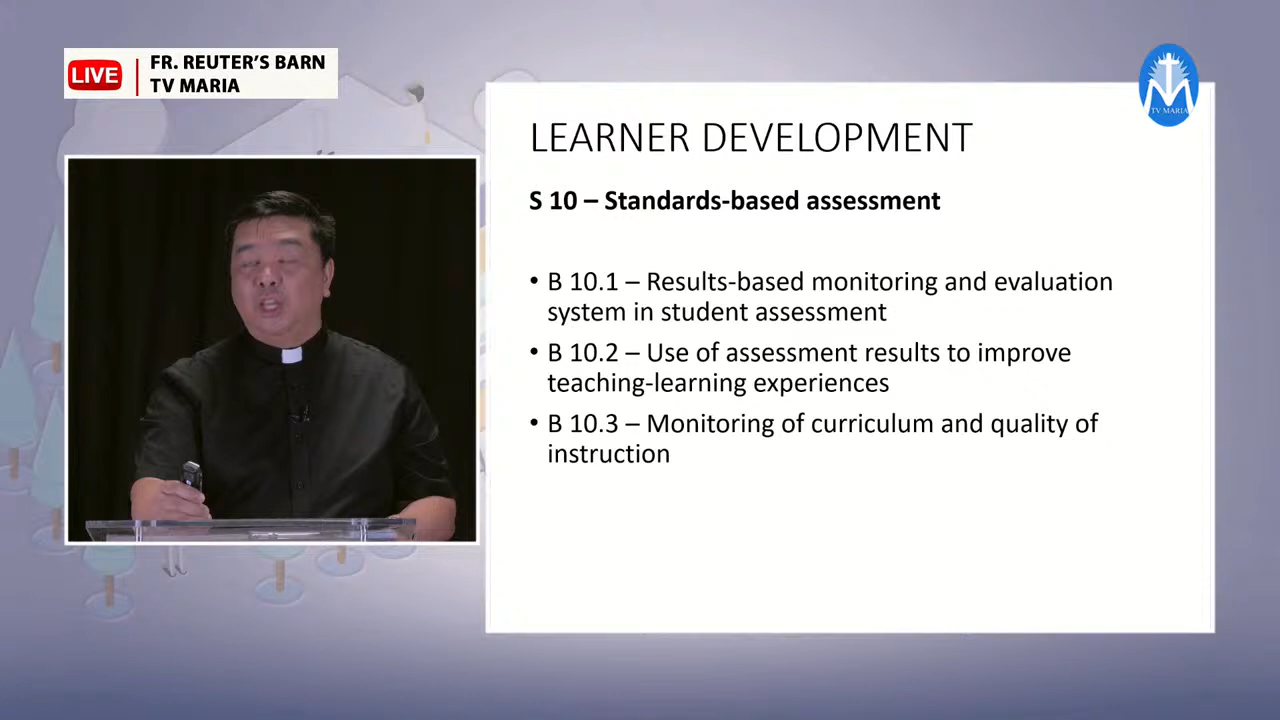 LIVE
FR. REUTER'S BARN
TV MARIA
TV MARIA
LEARNER DEVELOPMENT
S 10 – Standards-based assessment
• B 10.1 – Results-based monitoring and evaluation
system in student assessment
• B 10.2 – Use of assessment results to improve
teaching-learning experiences
• B 10.3 – Monitoring of curriculum and quality of
instruction